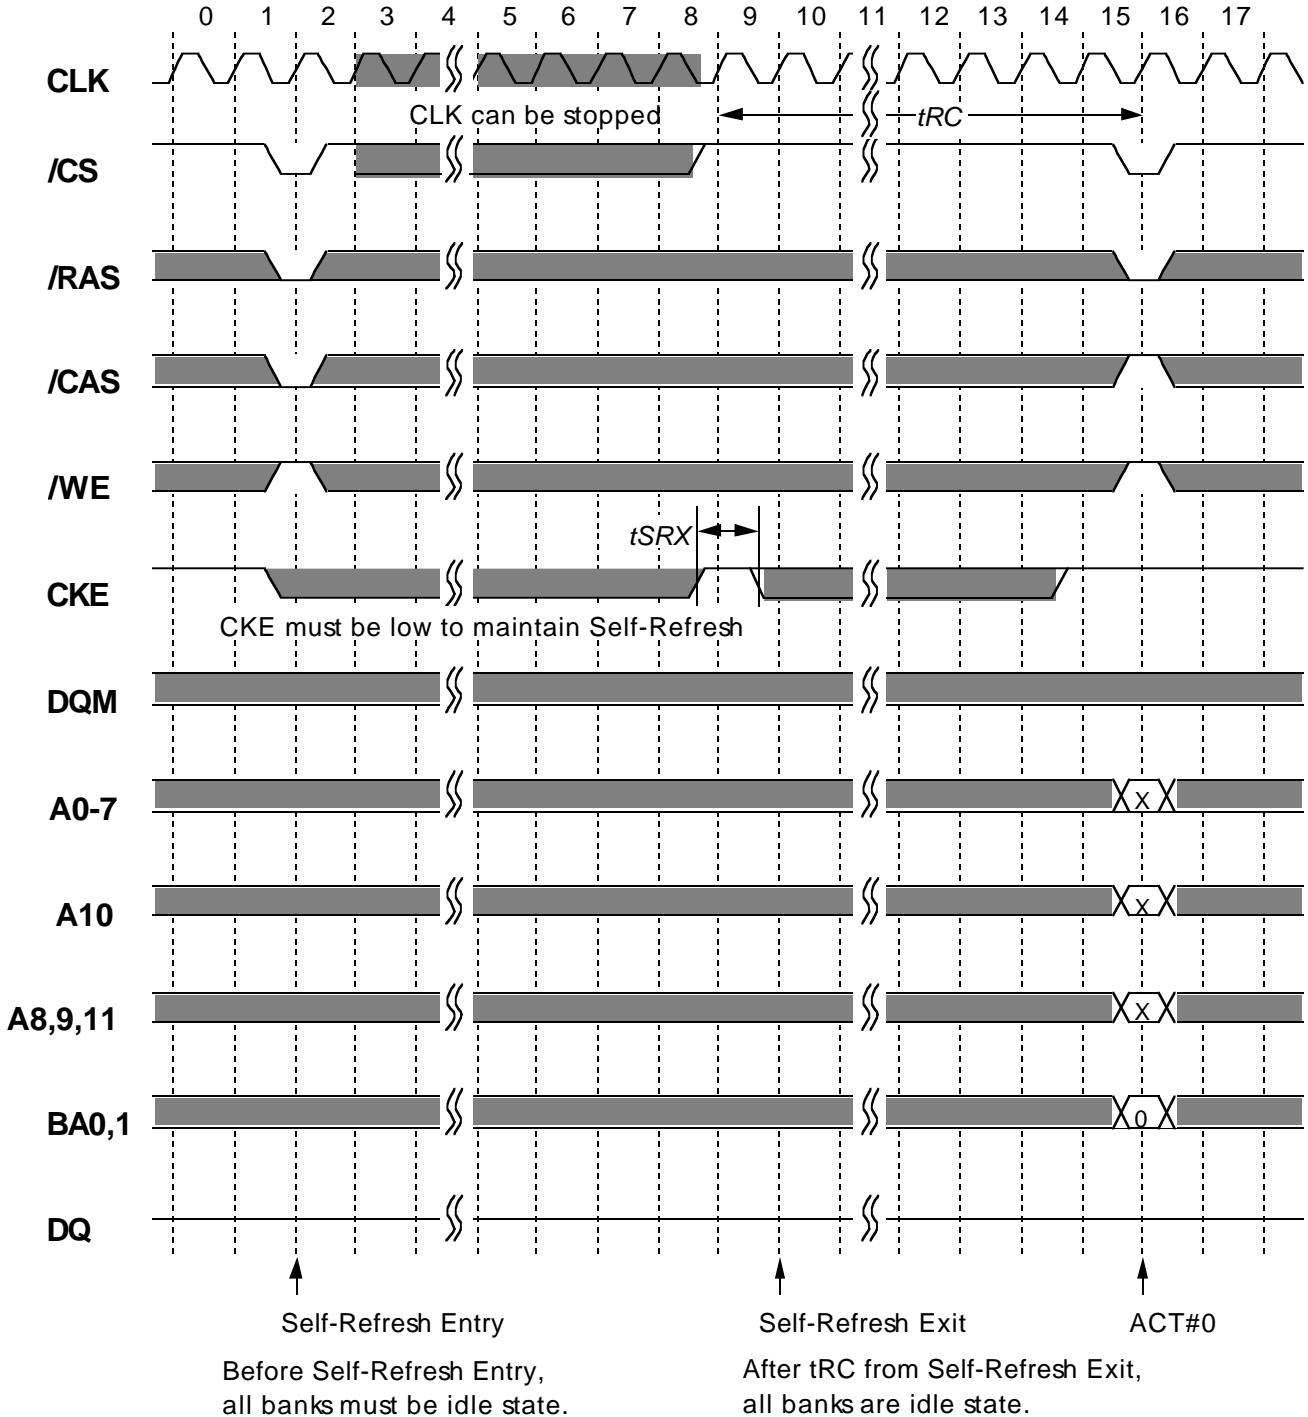 0 1 2 3 4 5 6 7 8 9 10 11 12 13 14 15 16 17
CLK
CLK can be stopped
tRC
/CS
/RAS
/CAS
/WE
tSRX
CKE
CKE must be low to maintain Self-Refresh
DQM
A0-7
X
A10
X
A8,9,11
X
BA0,1
0
DQ
Self-Refresh Entry
Self-Refresh Exit
ACT#0
Before Self-Refresh Entry,
all banks must be idle state.
After tRC from Self-Refresh Exit,
all banks are idle state.